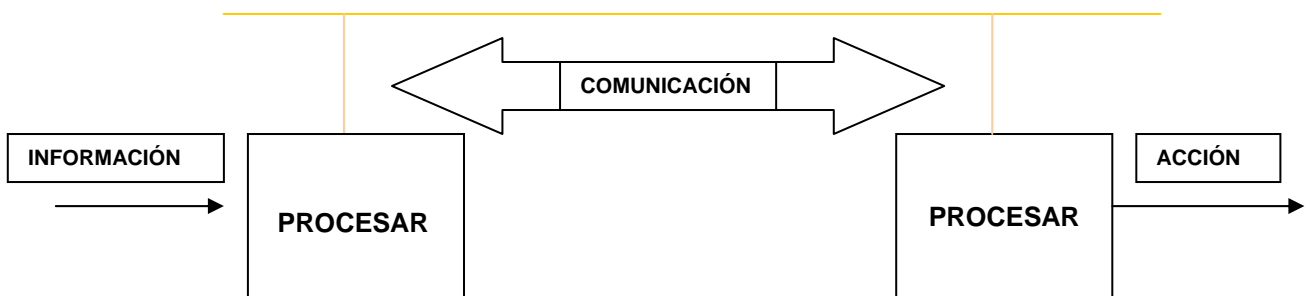 COMUNICACIÓN
INFORMACIÓN
ACCIÓN
PROCESAR
PROCESAR